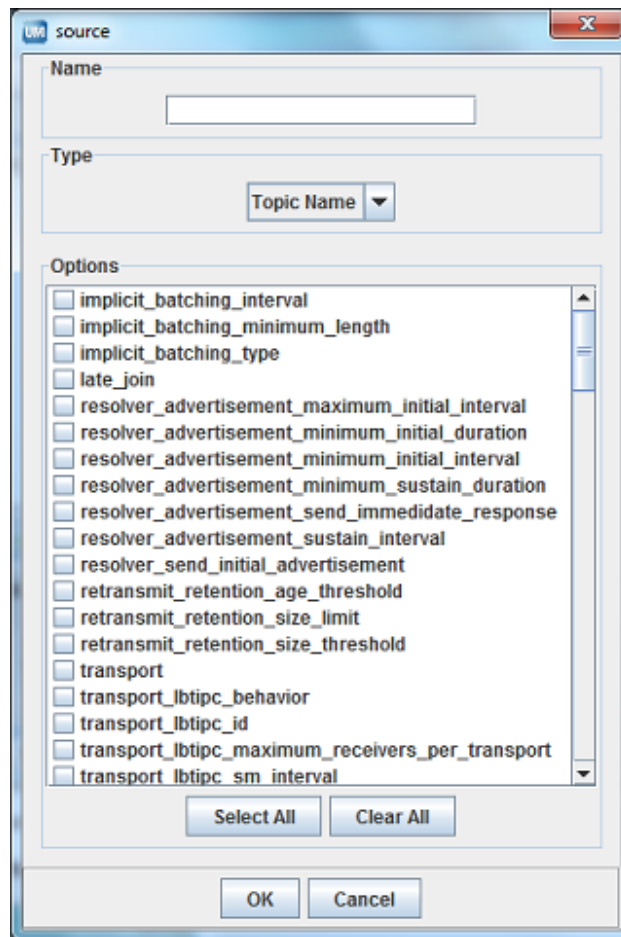 UM source
Name
Type
Topic Name
Options
implicit_batching_interval
implicit_batching_minimum_length
implicit_batching_type
late_join
resolver_advertisement_maximum_initial_interval
resolver_advertisement_minimum_initial_duration
resolver_advertisement_minimum_initial_interval
resolver_advertisement_minimum_sustain_duration
resolver_advertisement_send_immedidate_response
resolver_advertisement_sustain_interval
resolver_send_initial_advertisement
retransmit_retention_age_threshold
retransmit_retention_size_limit
retransmit_retention_size_threshold
transport
transport_lbtipc_behavior
transport_lbtipc_id
transport_lbtipc_maximum_receivers_per_transport
transport_lbtipc_sm_interval
Select All Clear All
OK Cancel